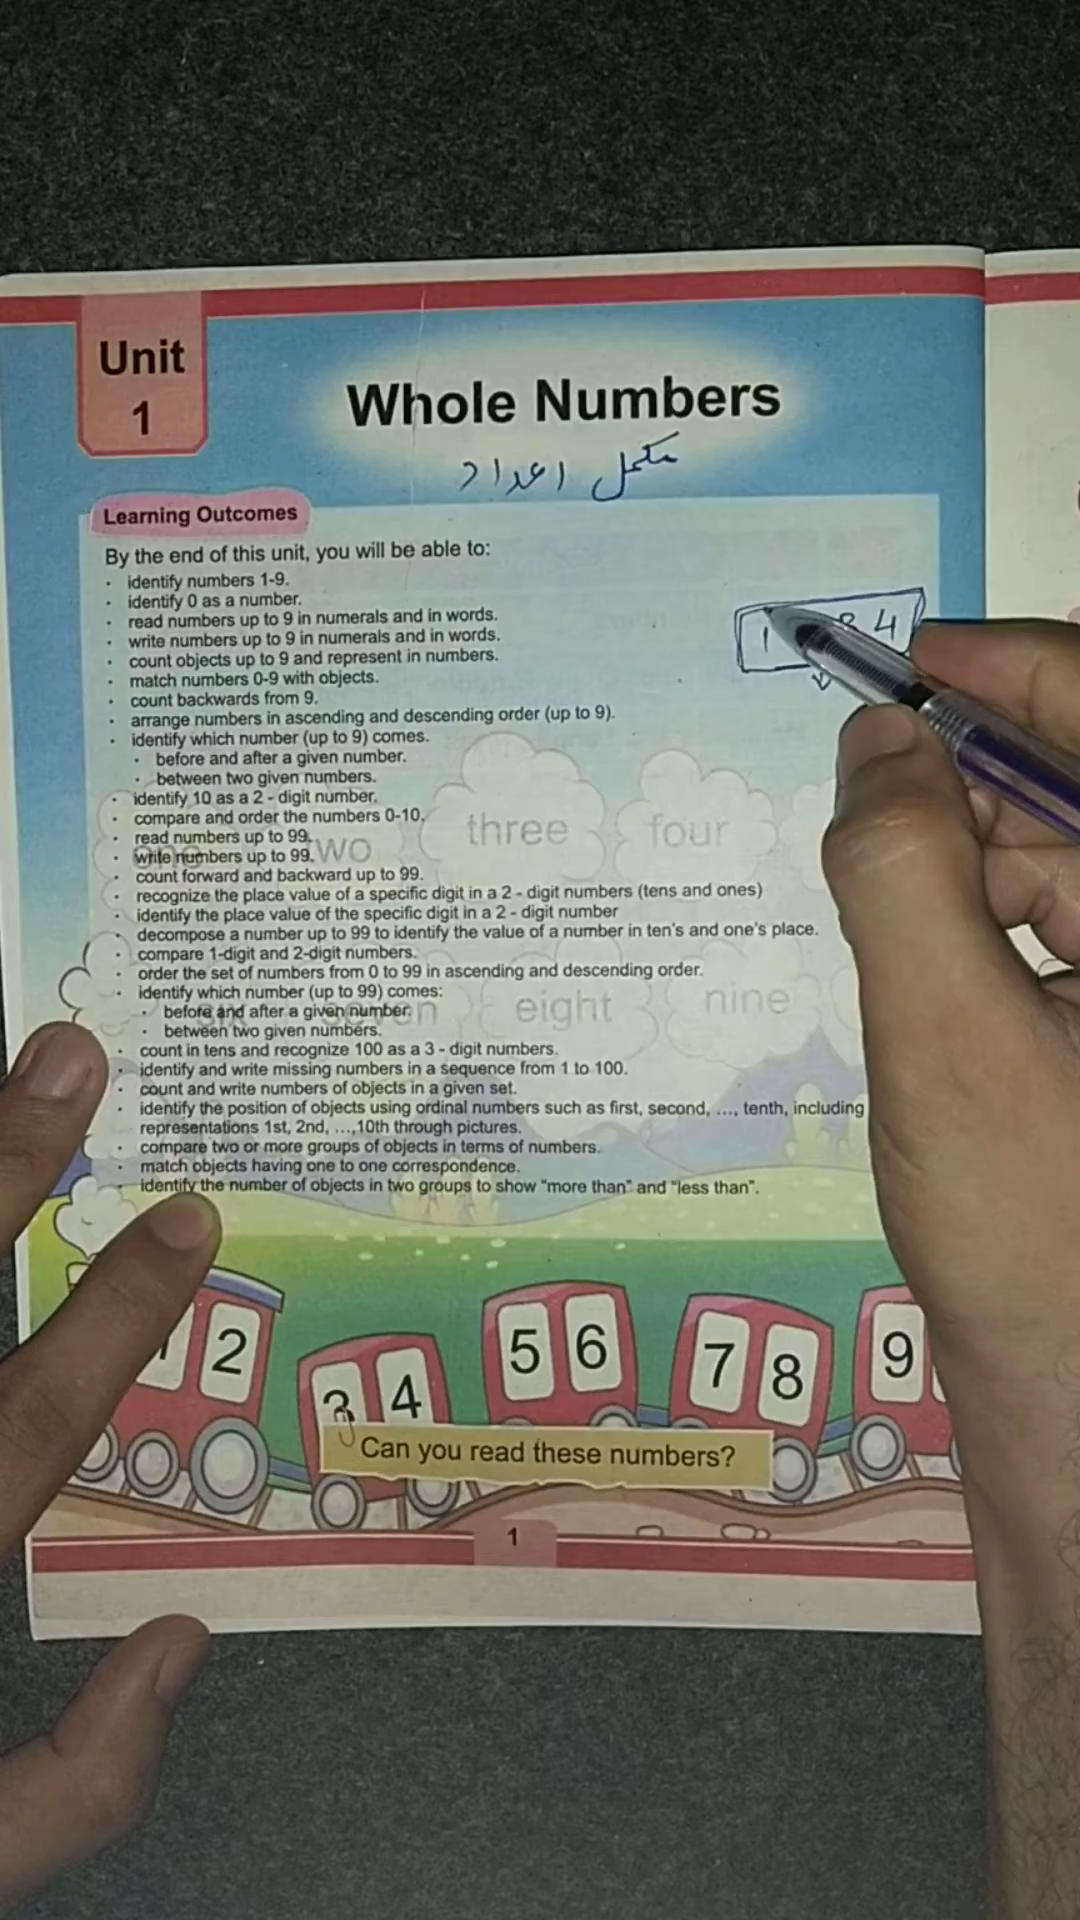 Unit
1
Whole Numbers
مکمل اعداد
Learning Outcomes
By the end of this unit, you will be able to:
· identify numbers 1-9.
· identify 0 as a number.
· read numbers up to 9 in numerals and in words.
· write numbers up to 9 in numerals and in words.
· count objects up to 9 and represent in numbers.
· match numbers 0-9 with objects.
· count backwards from 9.
· arrange numbers in ascending and descending order (up to 9).
· identify which number (up to 9) comes.
· before and after a given number.
· between two given numbers.
· identify 10 as a 2 - digit number.
· compare and order the numbers 0-10.
· read numbers up to 99.
· write numbers up to 99.
· count forward and backward up to 99.
· recognize the place value of a specific digit in a 2 - digit numbers (tens and ones)
· identify the place value of the specific digit in a 2 - digit number
· decompose a number up to 99 to identify the value of a number in ten's and one's place.
· compare 1-digit and 2-digit numbers.
· order the set of numbers from 0 to 99 in ascending and descending order.
· identify which number (up to 99) comes:
· before and after a given number.
· between two given numbers.
· count in tens and recognize 100 as a 3 - digit numbers.
· identify and write missing numbers in a sequence from 1 to 100.
· count and write numbers of objects in a given set.
· identify the position of objects using ordinal numbers such as first, second, ..., tenth, including
representations 1st, 2nd, ...,10th through pictures.
· compare two or more groups of objects in terms of numbers.
· match objects having one to one correspondence.
· identify the number of objects in two groups to show “more than” and “less than”.
1 4
one two three four
six seven eight nine
2 3 4 5 6 7 8 9
Can you read these numbers?
1